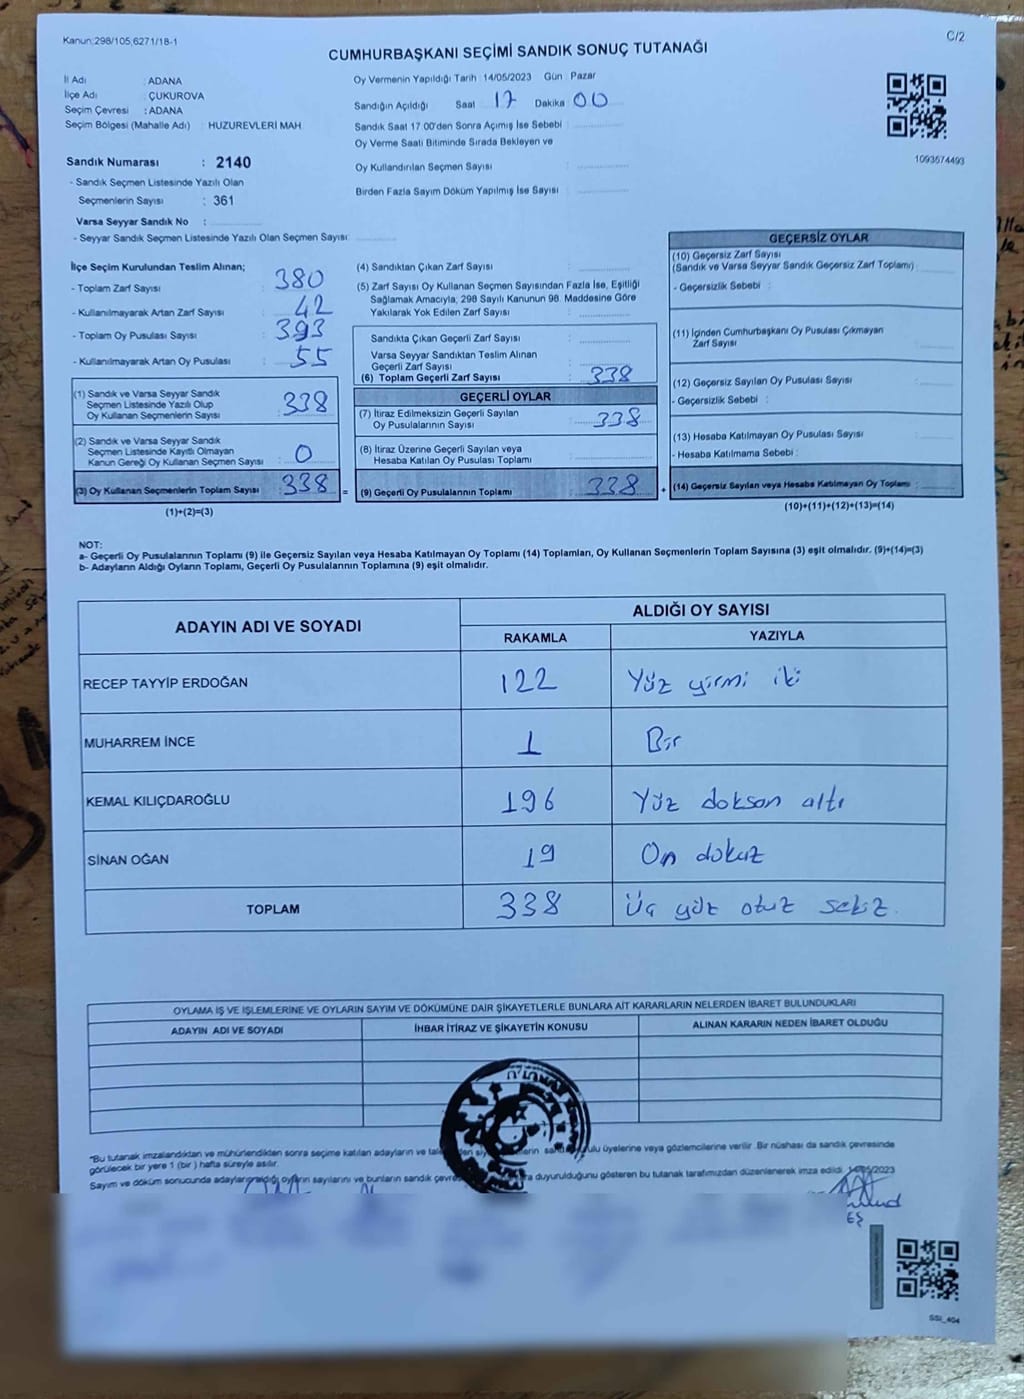 Kanun:298/105,6271/18-1
C/2
CUMHURBAŞKANI SEÇİMİ SANDIK SONUÇ TUTANAĞI
İl Adı : ADANA
İlçe Adı : ÇUKUROVA
Seçim Çevresi : ADANA
Seçim Bölgesi (Mahalle Adı) : HUZUREVLERİ MAH
Sandık Numarası : 2140
- Sandık Seçmen Listesinde Yazılı Olan
Seçmenlerin Sayısı : 361
Varsa Seyyar Sandık No :
- Seyyar Sandık Seçmen Listesinde Yazılı Olan Seçmen Sayısı:
Oy Vermenin Yapıldığı Tarih : 14/05/2023 Gün : Pazar
Sandığın Açıldığı Saat 17 Dakika 00
Sandık Saat 17:00'den Sonra Açımış İse Sebebi :
Oy Verme Saati Bitiminde Sırada Bekleyen ve
Oy Kullandırılan Seçmen Sayısı :
Birden Fazla Sayım Döküm Yapılmış İse Sayısı :
1093574493
İlçe Seçim Kurulundan Teslim Alınan;
- Toplam Zarf Sayısı : 380
- Kullanılmayarak Artan Zarf Sayısı : 42
- Toplam Oy Pusulası Sayısı : 393
- Kullanılmayarak Artan Oy Pusulası : 55
(1) Sandık ve Varsa Seyyar Sandık
Seçmen Listesinde Yazılı Olup
Oy Kullanan Seçmenlerin Sayısı : 338
(2) Sandık ve Varsa Seyyar Sandık
Seçmen Listesinde Kayıtlı Olmayan
Kanun Gereği Oy Kullanan Seçmen Sayısı : 0
(3) Oy Kullanan Seçmenlerin Toplam Sayısı : 338 =
(1)+(2)=(3)
(4) Sandıktan Çıkan Zarf Sayısı :
(5) Zarf Sayısı Oy Kullanan Seçmen Sayısından Fazla İse, Eşitliği
Sağlamak Amacıyla; 298 Sayılı Kanunun 98. Maddesine Göre
Yakılarak Yok Edilen Zarf Sayısı :
Sandıkta Çıkan Geçerli Zarf Sayısı :
Varsa Seyyar Sandıktan Teslim Alınan
Geçerli Zarf Sayısı :
(6) Toplam Geçerli Zarf Sayısı : 338
GEÇERLİ OYLAR
(7) İtiraz Edilmeksizin Geçerli Sayılan
Oy Pusulalarının Sayısı : 338
(8) İtiraz Üzerine Geçerli Sayılan veya
Hesaba Katılan Oy Pusulası Toplamı :
(9) Geçerli Oy Pusulalarının Toplamı : 338 +
GEÇERSİZ OYLAR
(10) Geçersiz Zarf Sayısı
(Sandık ve Varsa Seyyar Sandık Geçersiz Zarf Toplamı):
- Geçersizlik Sebebi :
(11) İçinden Cumhurbaşkanı Oy Pusulası Çıkmayan
Zarf Sayısı :
(12) Geçersiz Sayılan Oy Pusulası Sayısı :
- Geçersizlik Sebebi :
(13) Hesaba Katılmayan Oy Pusulası Sayısı :
- Hesaba Katılmama Sebebi :
(14) Geçersiz Sayılan veya Hesaba Katılmayan Oy Toplamı :
(10)+(11)+(12)+(13)=(14)
NOT:
a- Geçerli Oy Pusulalarının Toplamı (9) ile Geçersiz Sayılan veya Hesaba Katılmayan Oy Toplamı (14) Toplamları, Oy Kullanan Seçmenlerin Toplam Sayısına (3) eşit olmalıdır. (9)+(14)=(3)
b- Adayların Aldığı Oyların Toplamı, Geçerli Oy Pusulalarının Toplamına (9) eşit olmalıdır.
ADAYIN ADI VE SOYADI
ALDIĞI OY SAYISI
RAKAMLA YAZIYLA
RECEP TAYYİP ERDOĞAN 122 Yüz yirmi iki
MUHARREM İNCE 1 Bir
KEMAL KILIÇDAROĞLU 196 Yüz doksan altı
SİNAN OĞAN 19 On dokuz
TOPLAM 338 Üç yüz otuz sekiz
OYLAMA İŞ VE İŞLEMLERİNE VE OYLARIN SAYIM VE DÖKÜMÜNE DAİR ŞİKAYETLERLE BUNLARA AİT KARARLARIN NELERDEN İBARET BULUNDUKLARI
ADAYIN ADI VE SOYADI İHBAR İTİRAZ VE ŞİKAYETİN KONUSU ALINAN KARARIN NEDEN İBARET OLDUĞU
*Bu tutanak imzalandıktan ve mühürlendikten sonra seçime katılan adayların ve üyelerine veya gözlemcilerine verilir. Bir nüshası da sandık çevresinde
görülecek bir yere 1 (bir) hafta süreyle asılır.
Sayım ve döküm sonucunda adayların aldığı oyların sayılarını ve bunların sandık duyurulduğunu gösteren bu tutanak tarafımızdan düzenlenerek imza edildi. 14/05/2023
EŞ